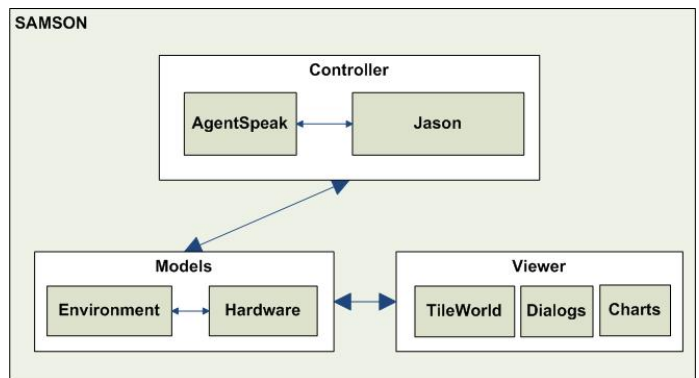 SAMSON
Controller
AgentSpeak
Jason
Models
Environment
Hardware
Viewer
TileWorld
Dialogs
Charts